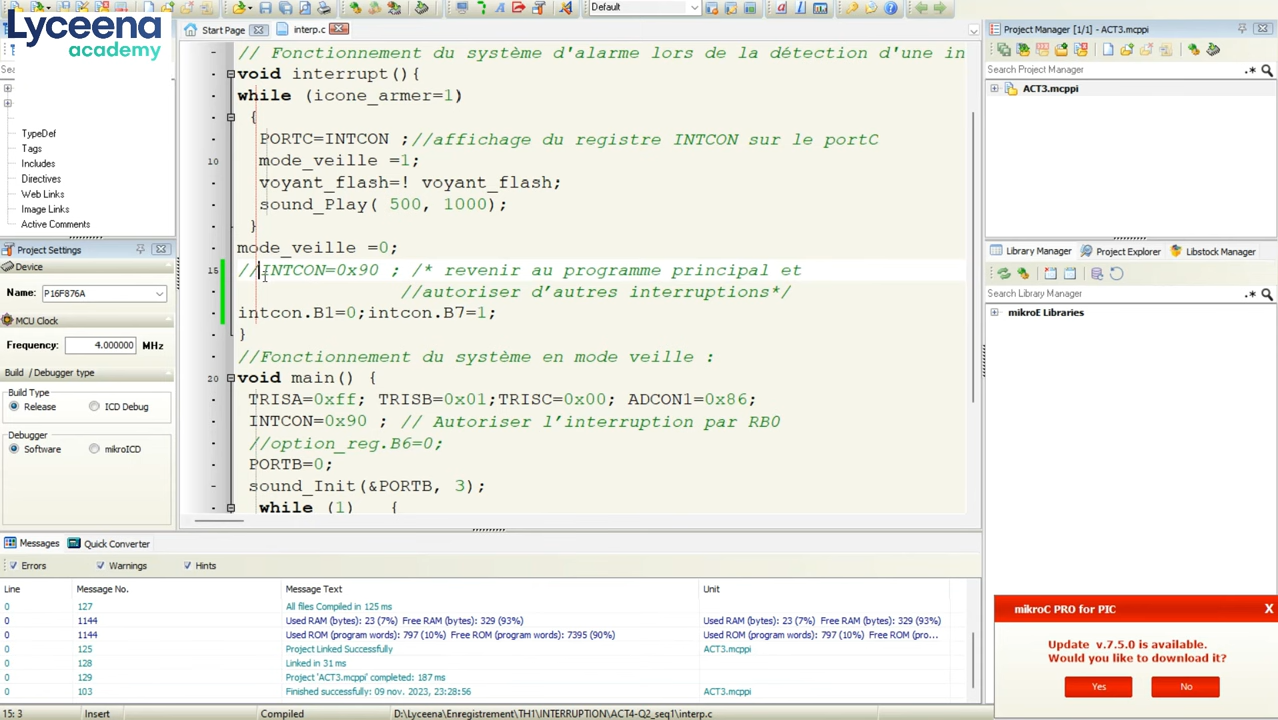 Lyceena
academy
Default
Start Page
interp.c
TypeDef
Tags
Includes
Directives
Web Links
Image Links
Active Comments
Project Settings
Device
Name: P16F876A
MCU Clock
Frequency: 4.000000 MHz
Build / Debugger type
Build Type
Release ICD Debug
Debugger
Software mikroICD
// Fonctionnement du système d'alarme lors de la détection d'une in
void interrupt(){
while (icone_armer=1)
{
PORTC=INTCON ;//affichage du registre INTCON sur le portC
10 mode_veille =1;
voyant_flash=! voyant_flash;
sound_Play( 500, 1000);
}
mode_veille =0;
15 //INTCON=0x90 ; /* revenir au programme principal et
//autoriser d’autres interruptions*/
intcon.B1=0;intcon.B7=1;
}
//Fonctionnement du système en mode veille :
20 void main() {
TRISA=0xff; TRISB=0x01;TRISC=0x00; ADCON1=0x86;
INTCON=0x90 ; // Autoriser l’interruption par RB0
//option_reg.B6=0;
PORTB=0;
sound_Init(&PORTB, 3);
while (1) {
Project Manager [1/1] - ACT3.mcppi
Search Project Manager
ACT3.mcppi
Library Manager Project Explorer Libstock Manager
Search Library Manager
mikroE Libraries
Messages Quick Converter
Errors Warnings Hints
Line Message No. Message Text Unit
0 127 All files Compiled in 125 ms
0 1144 Used RAM (bytes): 23 (7%) Free RAM (bytes): 329 (93%) Used RAM (bytes): 23 (7%) Free RAM (bytes): 329 (93%)
0 1144 Used ROM (program words): 797 (10%) Free ROM (program words): 7395 (90%) Used ROM (program words): 797 (10%) Free ROM (pro...
0 125 Project Linked Successfully ACT3.mcppi
0 128 Linked in 31 ms
0 129 Project 'ACT3.mcppi' completed: 187 ms
0 103 Finished successfully: 09 nov. 2023, 23:28:56 ACT3.mcppi
mikroC PRO for PIC X
Update v.7.5.0 is available.
Would you like to download it?
Yes No
15: 3 Insert Compiled D:\Lyceena\Enregistrement\TH1\INTERRUPTION\ACT4-Q2_seq1\interp.c